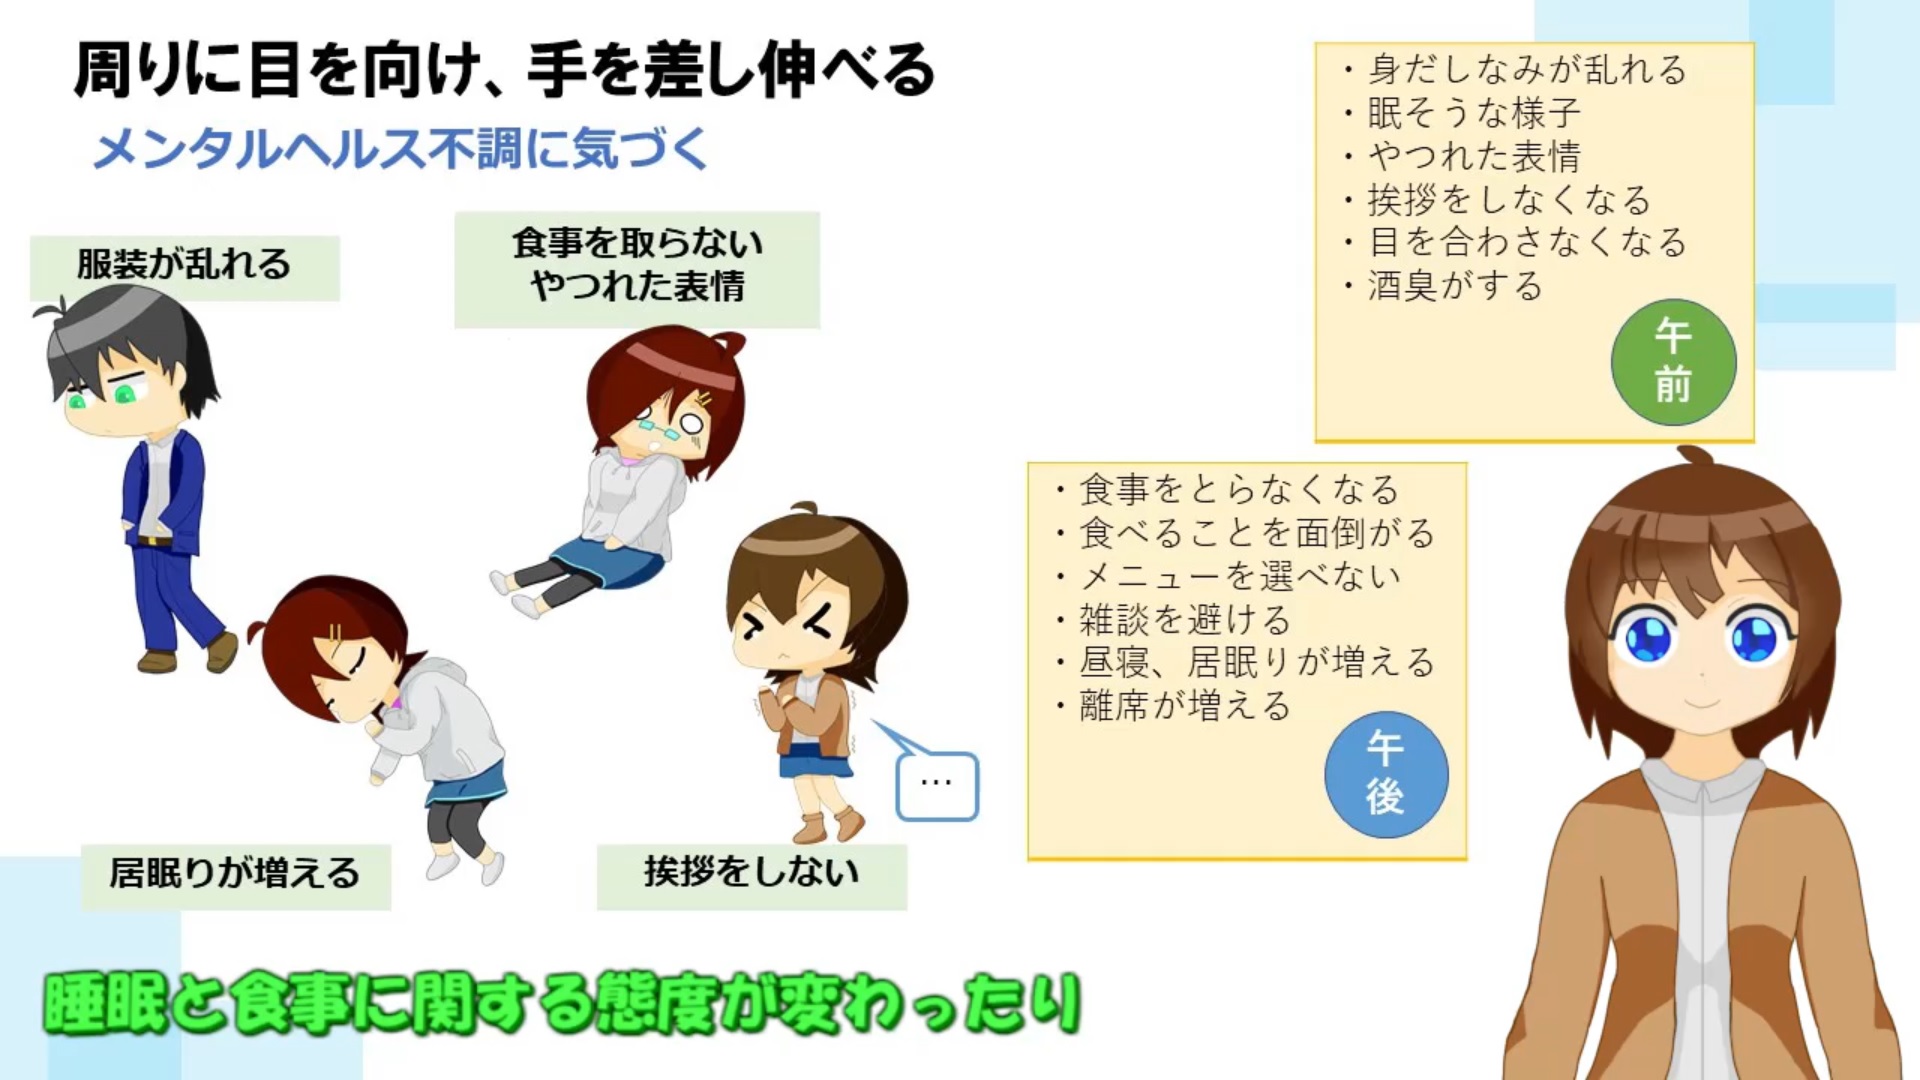 周りに目を向け、手を差し伸べる
メンタルヘルス不調に気づく
服装が乱れる
食事を取らない
やつれた表情
居眠りが増える
挨拶をしない
…
・身だしなみが乱れる
・眠そうな様子
・やつれた表情
・挨拶をしなくなる
・目を合わさなくなる
・酒臭がする
午
前
・食事をとらなくなる
・食べることを面倒がる
・メニューを選べない
・雑談を避ける
・昼寝、居眠りが増える
・離席が増える
午
後
睡眠と食事に関する態度が変わったり